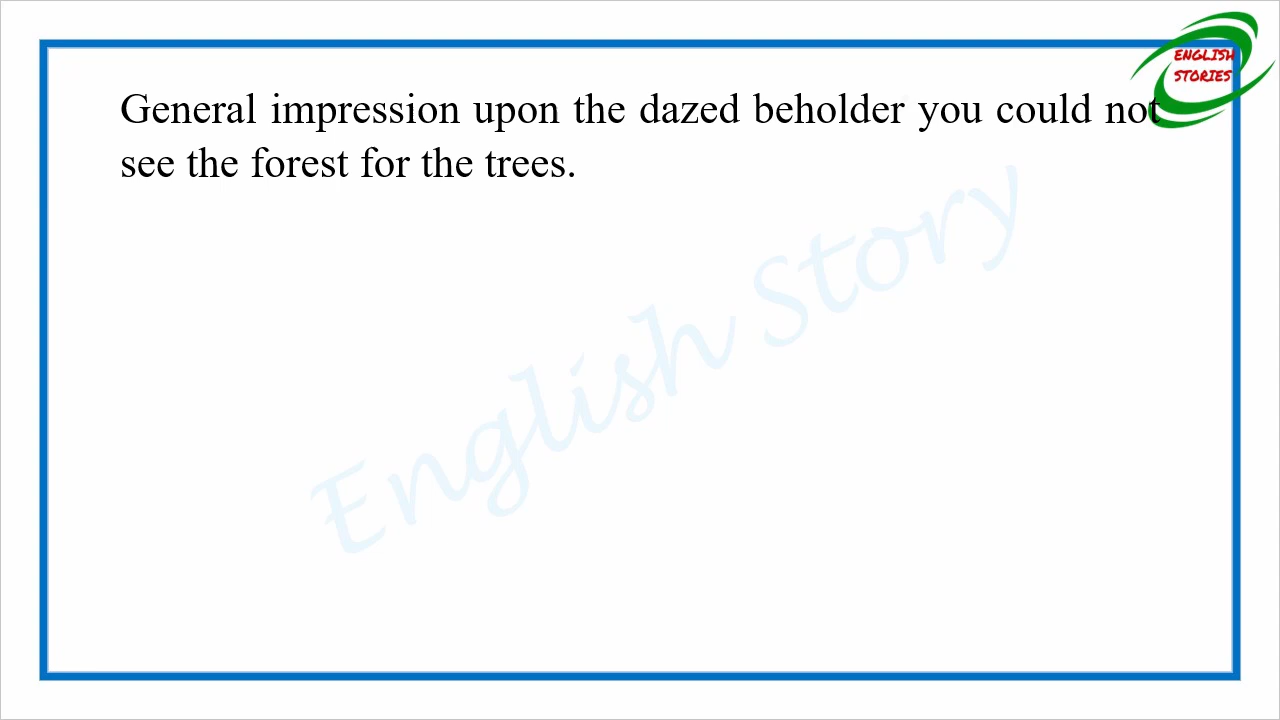 ENGLISH
STORIES
General impression upon the dazed beholder you could not
see the forest for the trees.
English Story